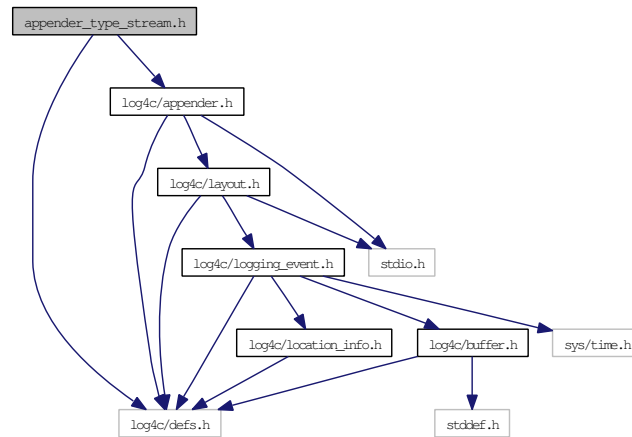 appender_type_stream.h
log4c/appender.h
log4c/layout.h
log4c/logging_event.h
stdio.h
log4c/location_info.h
log4c/buffer.h
sys/time.h
log4c/defs.h
stddef.h